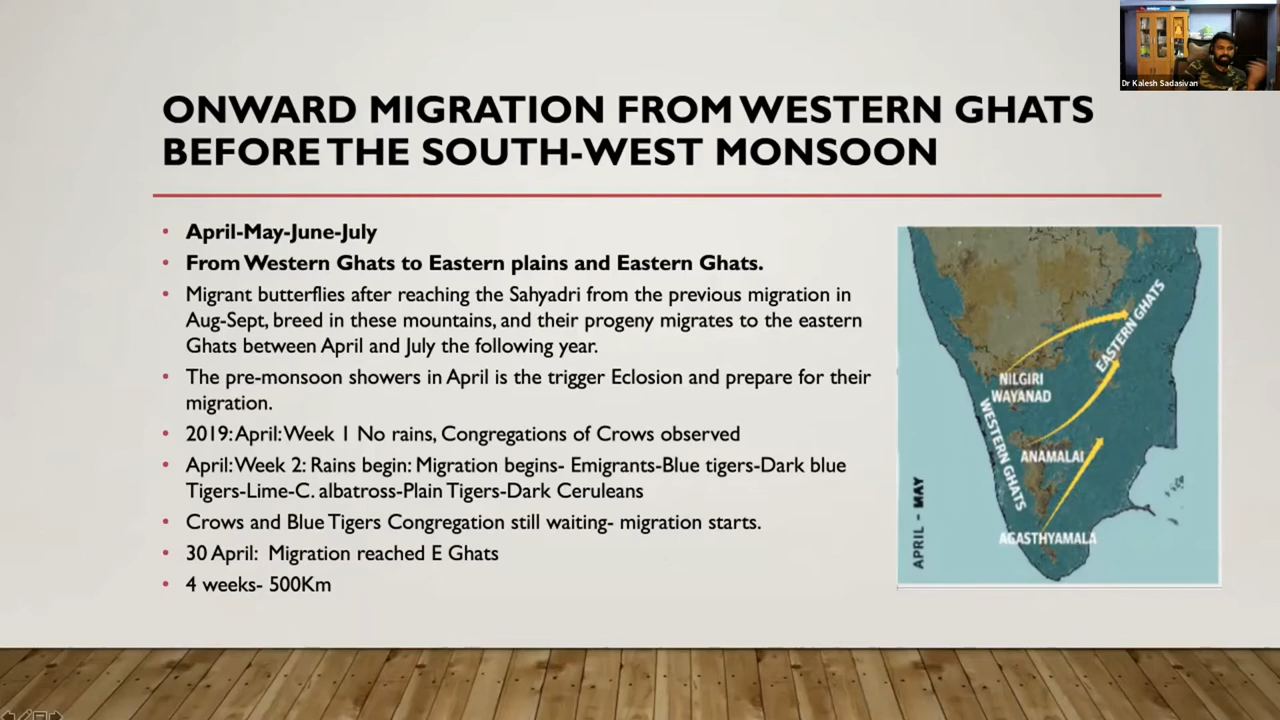 Dr Kalesh Sadasivan
ONWARD MIGRATION FROM WESTERN GHATS
BEFORE THE SOUTH-WEST MONSOON
• April-May-June-July
• From Western Ghats to Eastern plains and Eastern Ghats.
• Migrant butterflies after reaching the Sahyadri from the previous migration in
Aug-Sept, breed in these mountains, and their progeny migrates to the eastern
Ghats between April and July the following year.
• The pre-monsoon showers in April is the trigger Eclosion and prepare for their
migration.
• 2019: April: Week 1 No rains, Congregations of Crows observed
• April: Week 2: Rains begin: Migration begins- Emigrants-Blue tigers-Dark blue
Tigers-Lime-C. albatross-Plain Tigers-Dark Ceruleans
• Crows and Blue Tigers Congregation still waiting- migration starts.
• 30 April: Migration reached E Ghats
• 4 weeks- 500Km
EASTERN GHATS
NILGIRI
WAYANAD
WESTERN GHATS
ANAMALAI
AGASTHYAMALA
APRIL - MAY